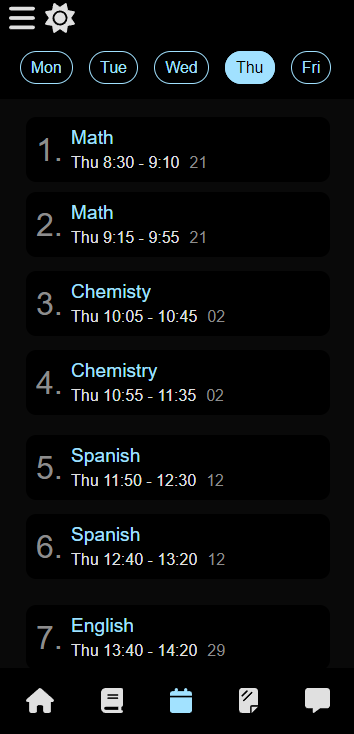 Mon Tue Wed Thu Fri
1. Math
Thu 8:30 - 9:10 21
2. Math
Thu 9:15 - 9:55 21
3. Chemisty
Thu 10:05 - 10:45 02
4. Chemistry
Thu 10:55 - 11:35 02
5. Spanish
Thu 11:50 - 12:30 12
6. Spanish
Thu 12:40 - 13:20 12
7. English
Thu 13:40 - 14:20 29